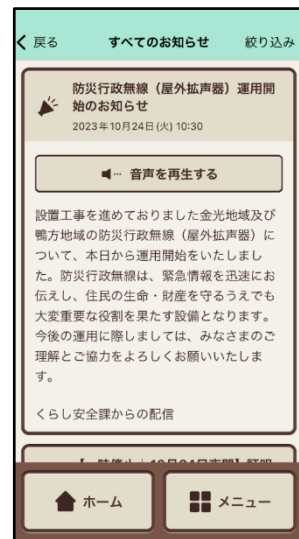 戻る すべてのお知らせ 絞り込み
防災行政無線（屋外拡声器）運用開
始のお知らせ
2023年10月24日(火) 10:30
音声を再生する
設置工事を進めておりました金光地域及び
鴨方地域の防災行政無線（屋外拡声器）に
ついて、本日から運用開始をいたしまし
た。防災行政無線は、緊急情報を迅速にお
伝えし、住民の生命・財産を守るうえでも
大変重要な役割を果たす設備となります。
今後の運用に際しましては、みなさまのご
理解とご協力をよろしくお願いいたしま
す。
くらし安全課からの配信
ホーム メニュー